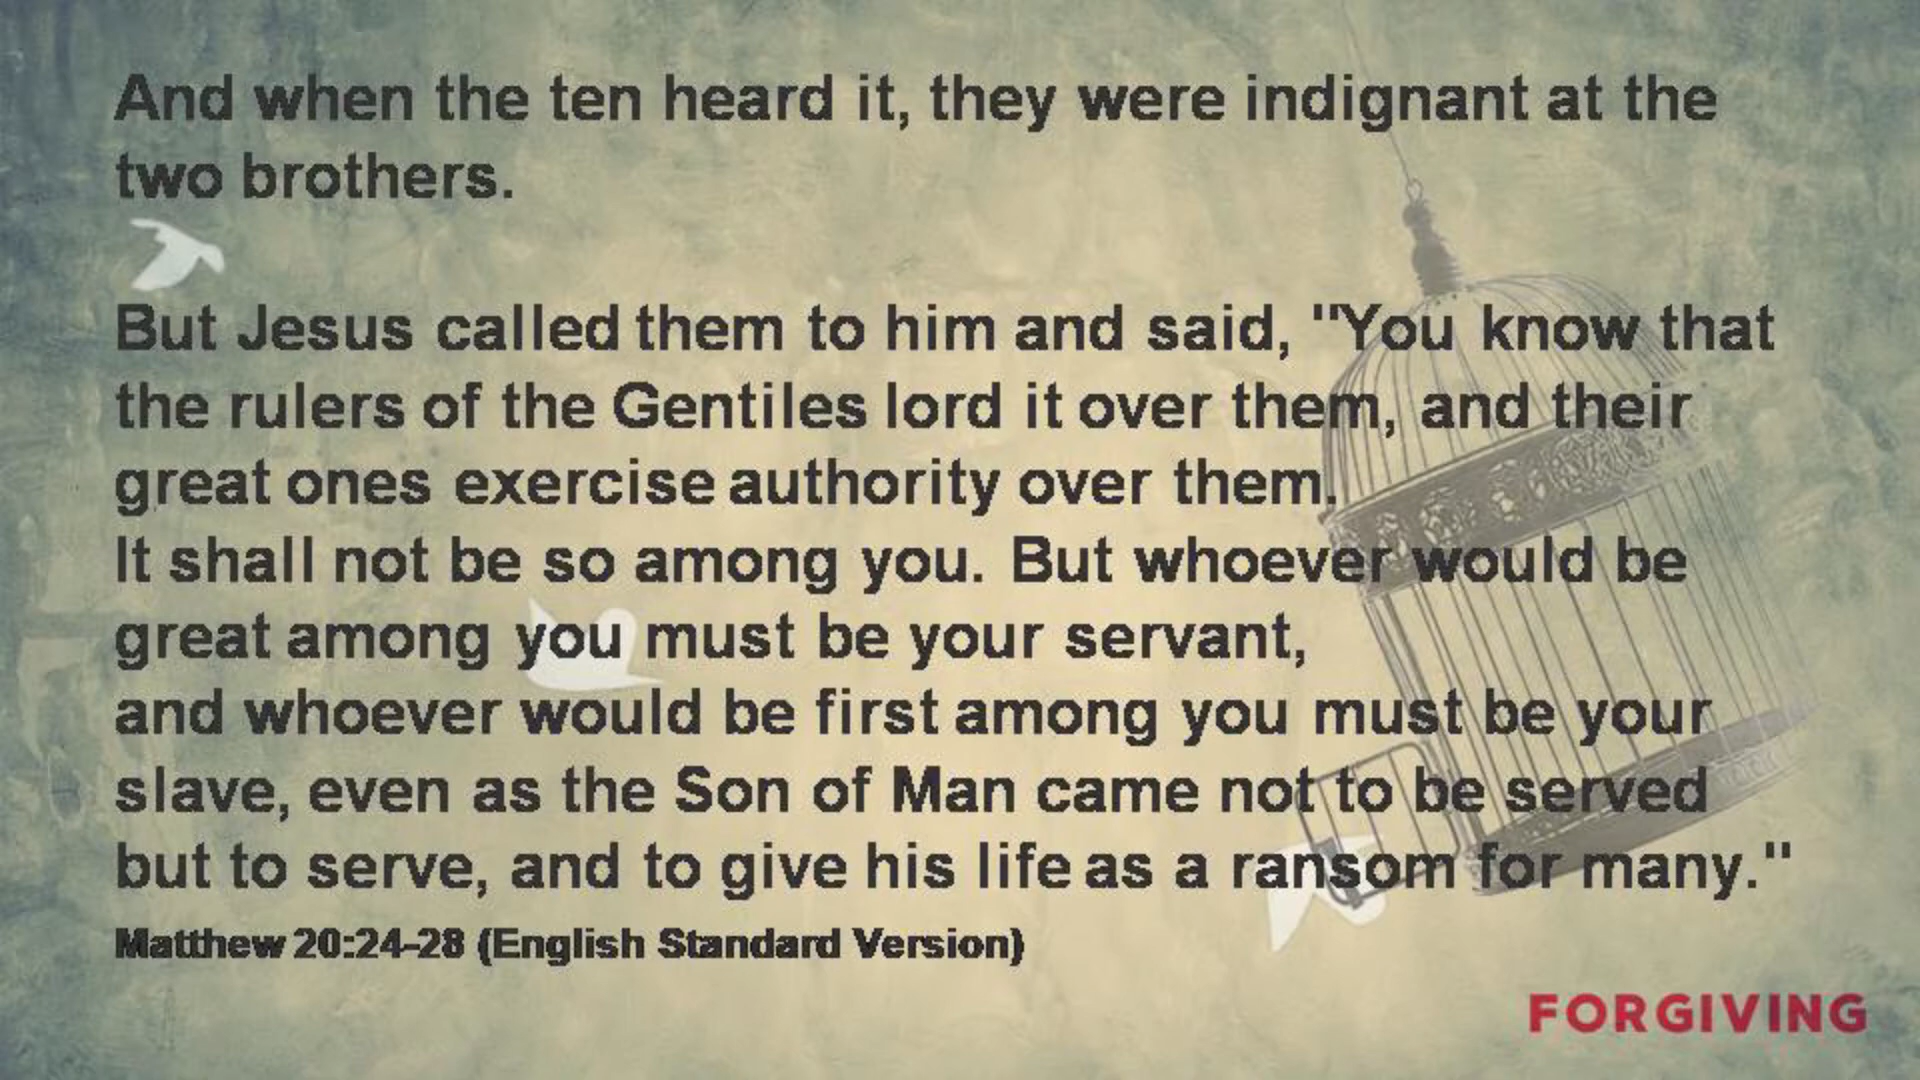 And when the ten heard it, they were indignant at the
two brothers.
But Jesus called them to him and said, "You know that
the rulers of the Gentiles lord it over them, and their
great ones exercise authority over them.
It shall not be so among you. But whoever would be
great among you must be your servant,
and whoever would be first among you must be your
slave, even as the Son of Man came not to be served
but to serve, and to give his life as a ransom for many."
Matthew 20:24-28 (English Standard Version)
FORGIVING